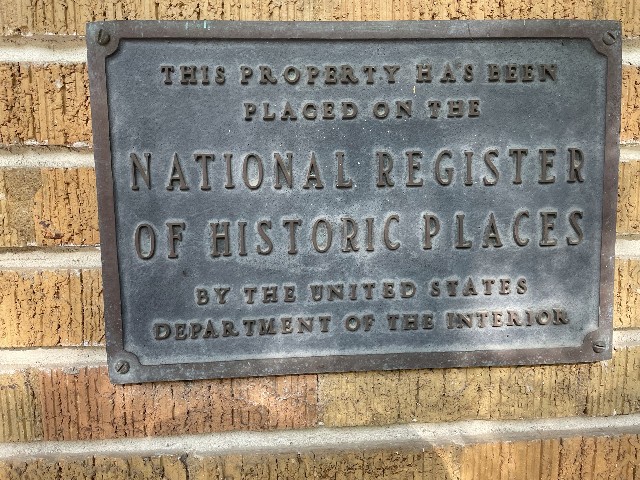 THIS PROPERTY HAS BEEN
PLACED ON THE
NATIONAL REGISTER
OF HISTORIC PLACES
BY THE UNITED STATES
DEPARTMENT OF THE INTERIOR